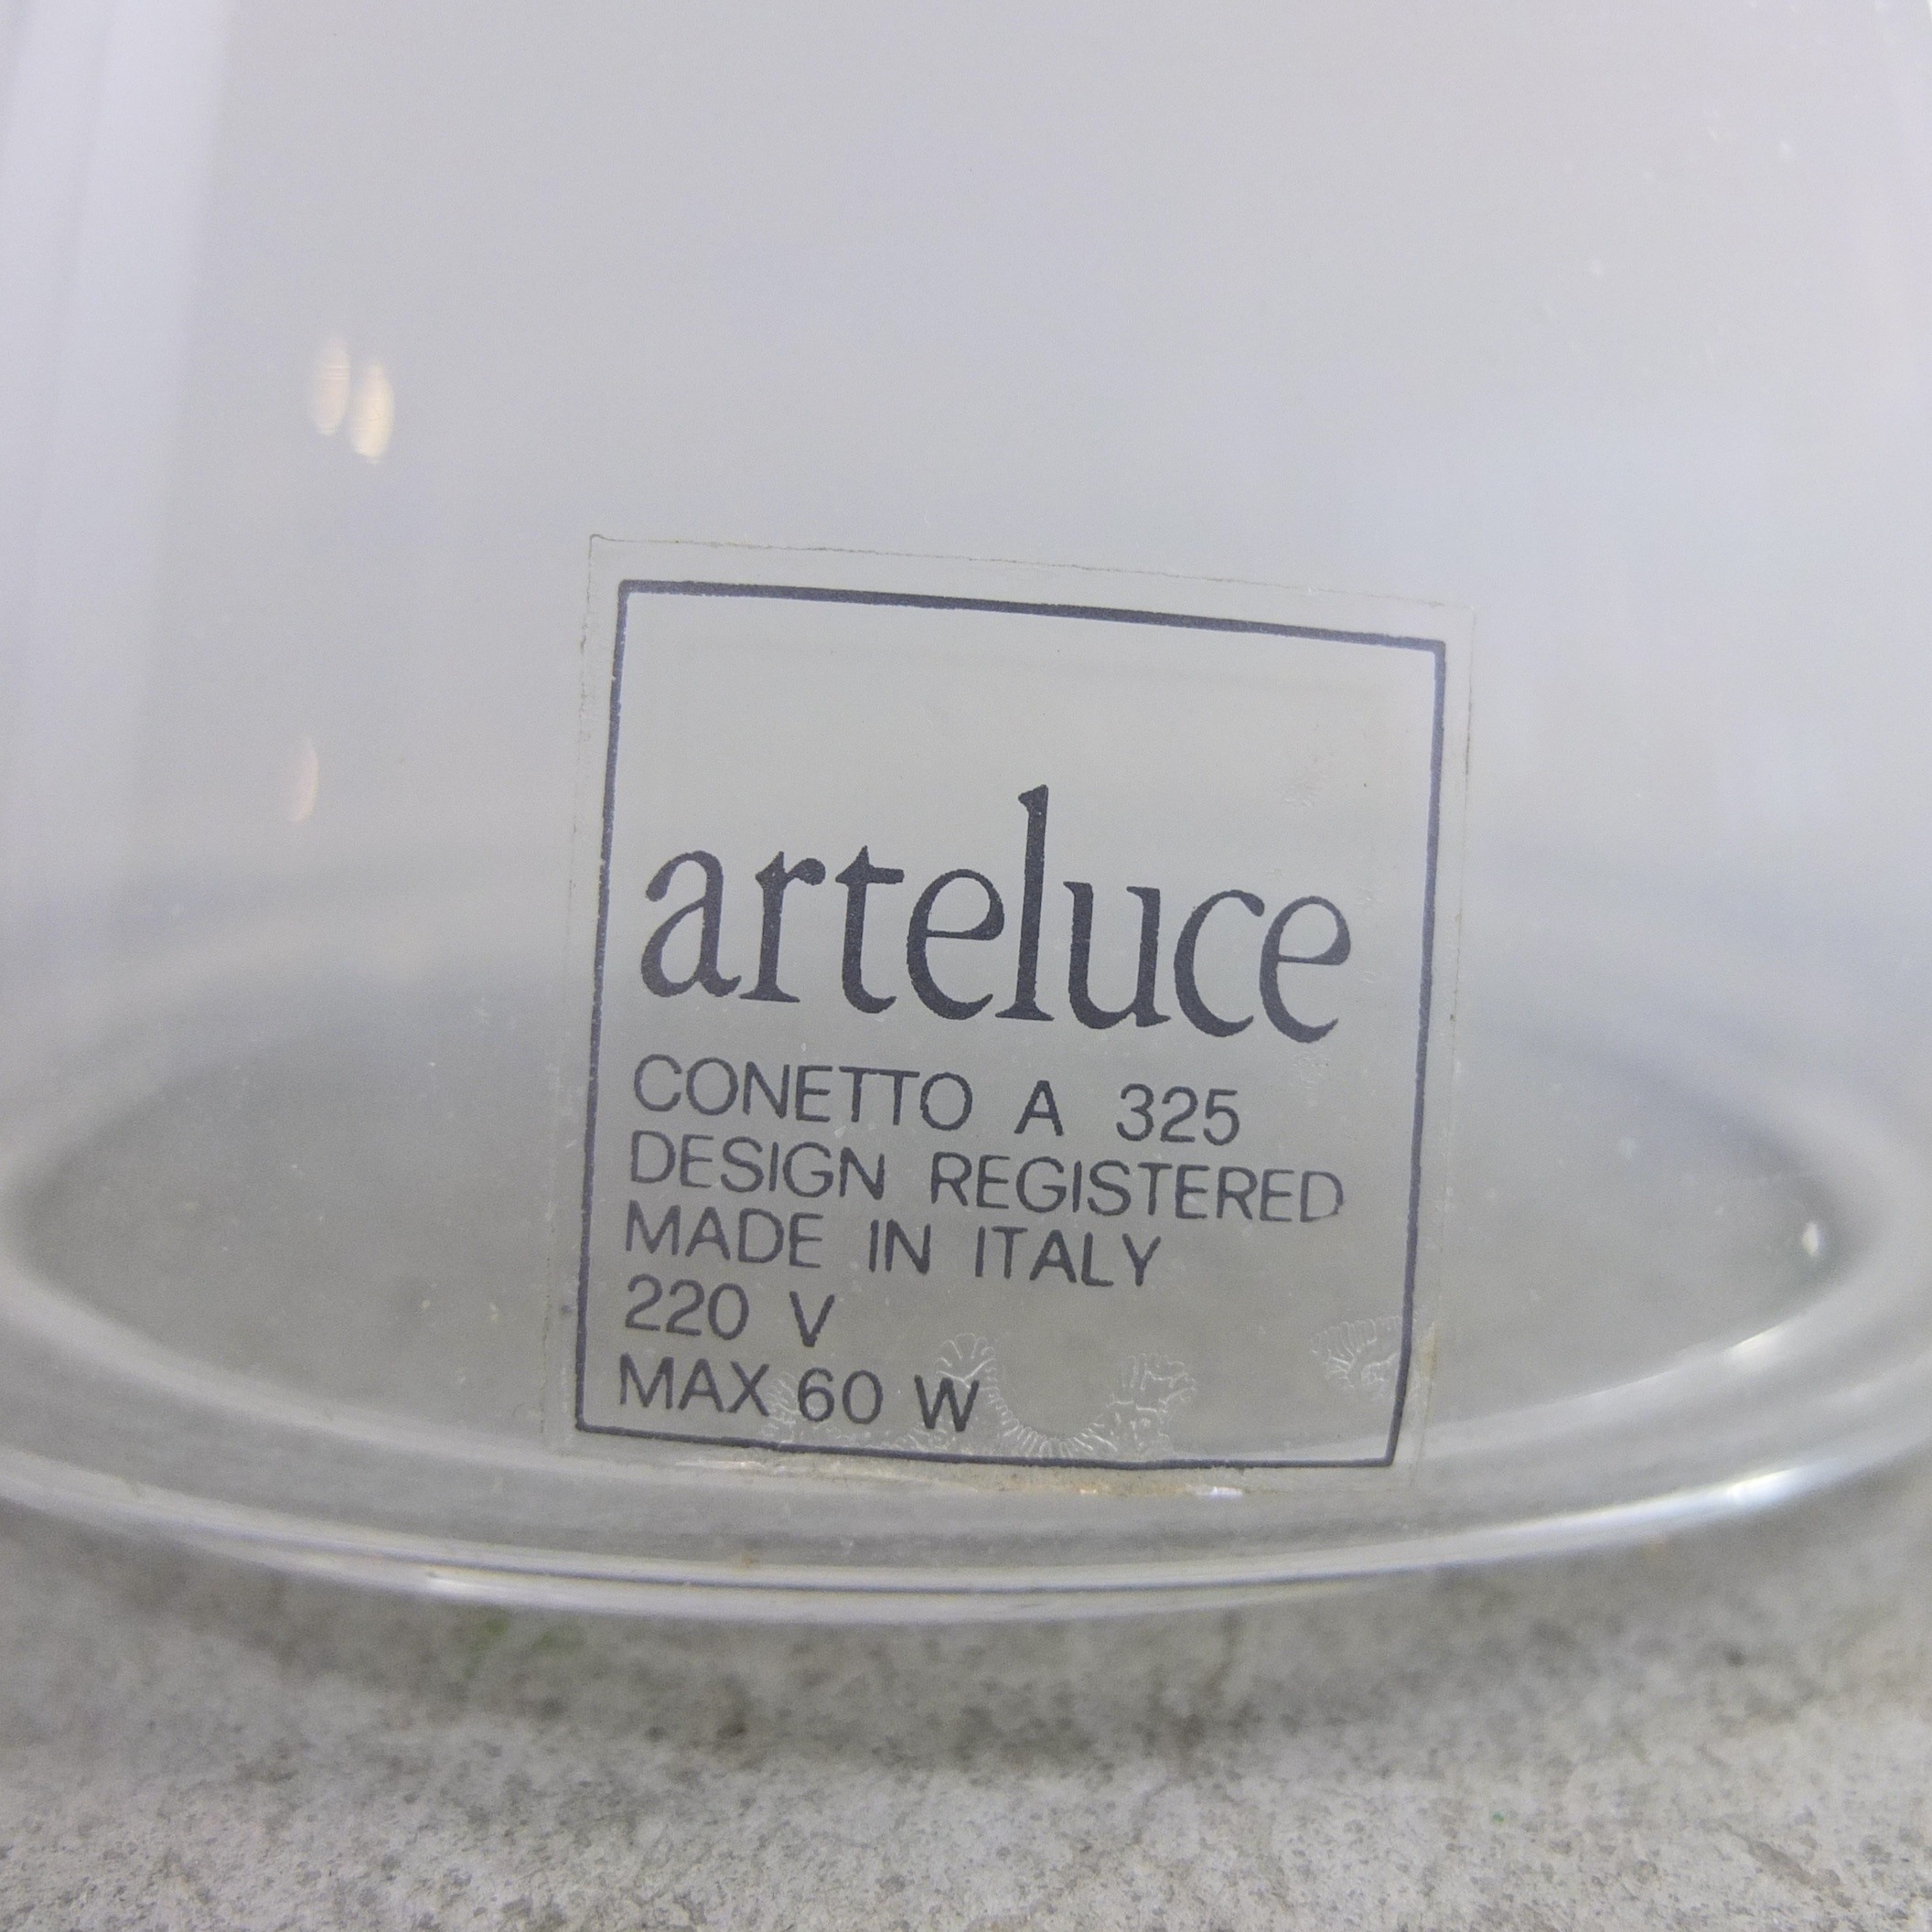 arteluce
CONETTO A 325
DESIGN REGISTERED
MADE IN ITALY
220 V
MAX 60 W